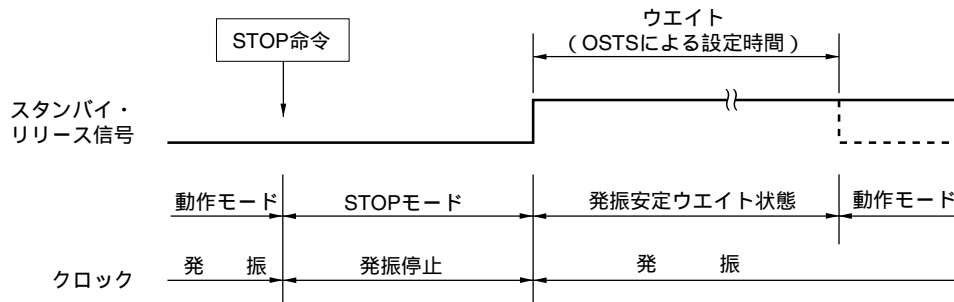 ウエイト
（OSTSによる設定時間）
STOP命令
スタンバイ・
リリース信号
動作モード STOPモード 発振安定ウエイト状態 動作モード
クロック 発 振 発振停止 発 振